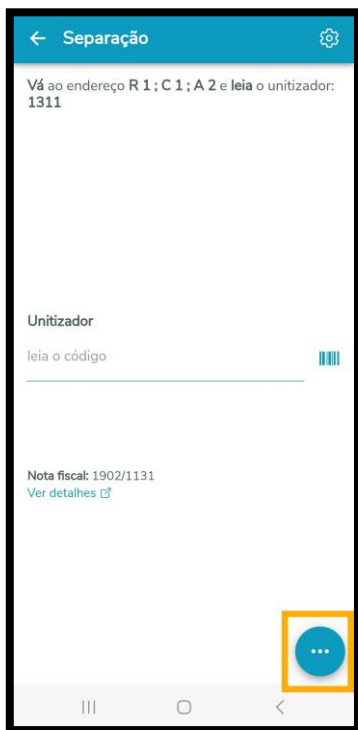 Separação
Vá ao endereço R 1 ; C 1 ; A 2 e leia o unitizador:
1311
Unitizador
leia o código
Nota fiscal: 1902/1131
Ver detalhes